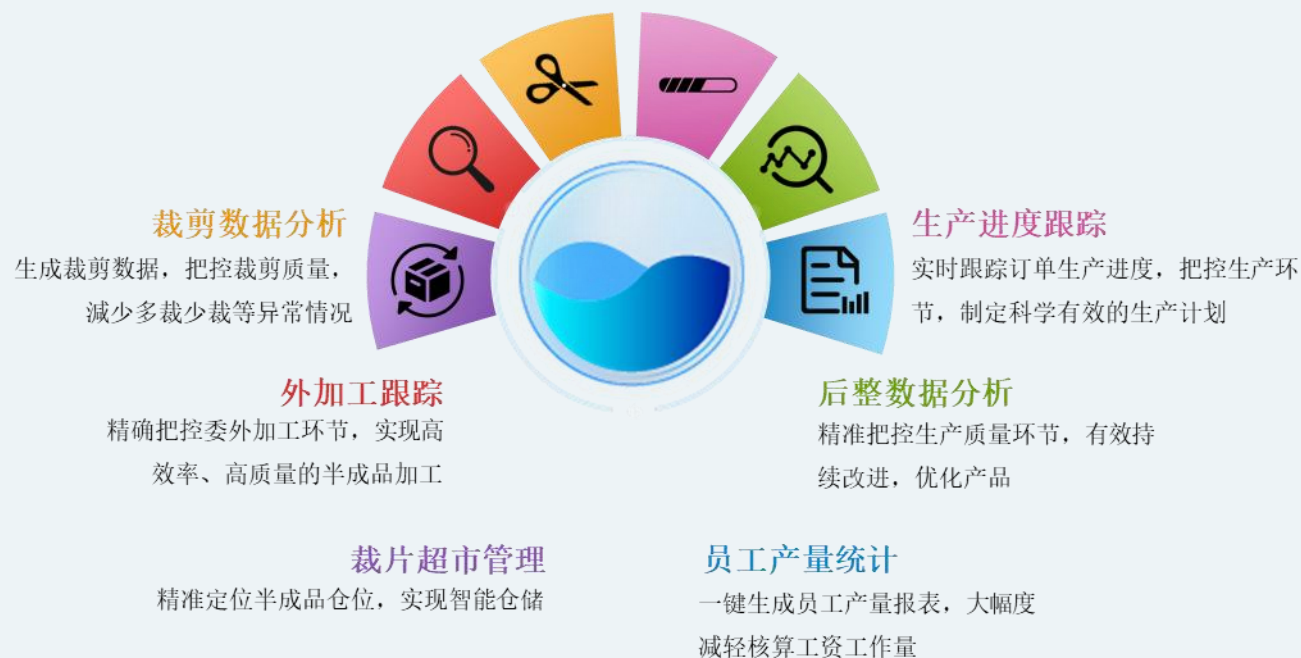 裁剪数据分析
生成裁剪数据，把控裁剪质量，
减少多裁少裁等异常情况
外加工跟踪
精确把控委外加工环节，实现高
效率、高质量的半成品加工
裁片超市管理
精准定位半成品仓位，实现智能仓储
生产进度跟踪
实时跟踪订单生产进度，把控生产环
节，制定科学有效的生产计划
后整数据分析
精准把控生产质量环节，有效持
续改进，优化产品
员工产量统计
一键生成员工产量报表，大幅度
减轻核算工资工作量